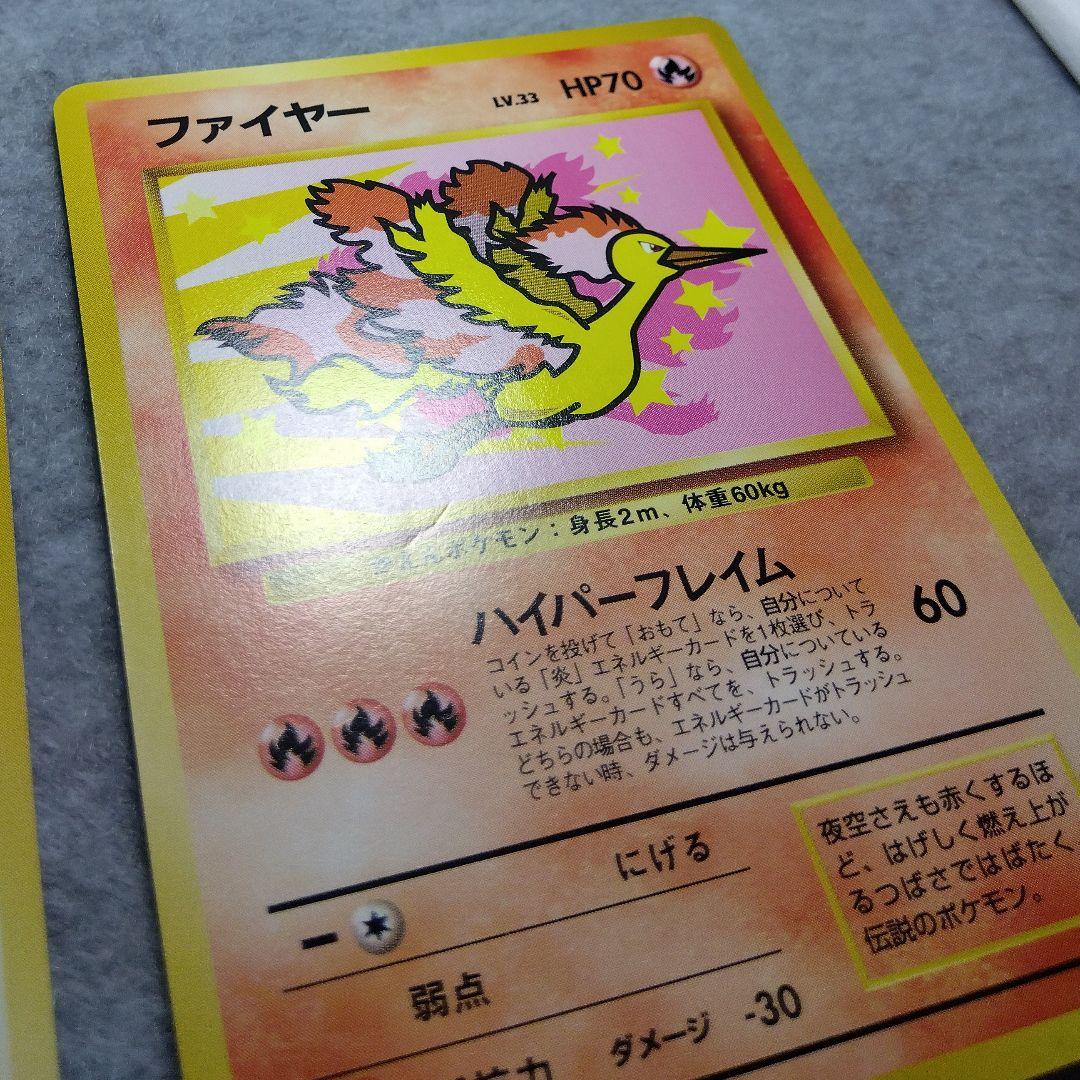 ファイヤー LV.33 HP70
かえんポケモン：身長2m、体重60kg
ハイパーフレイム 60
コインを投げて「おもて」なら、自分について
いる「炎」エネルギーカードを1枚選び、トラ
ッシュする。「うら」なら、自分についている
エネルギーカードすべてを、トラッシュする。
どちらの場合も、エネルギーカードがトラッシュ
できない時、ダメージは与えられない。
にげる
夜空さえも赤くするほ
ど、はげしく燃え上が
るつばさではばたく
伝説のポケモン。
弱点
ダメージ -30